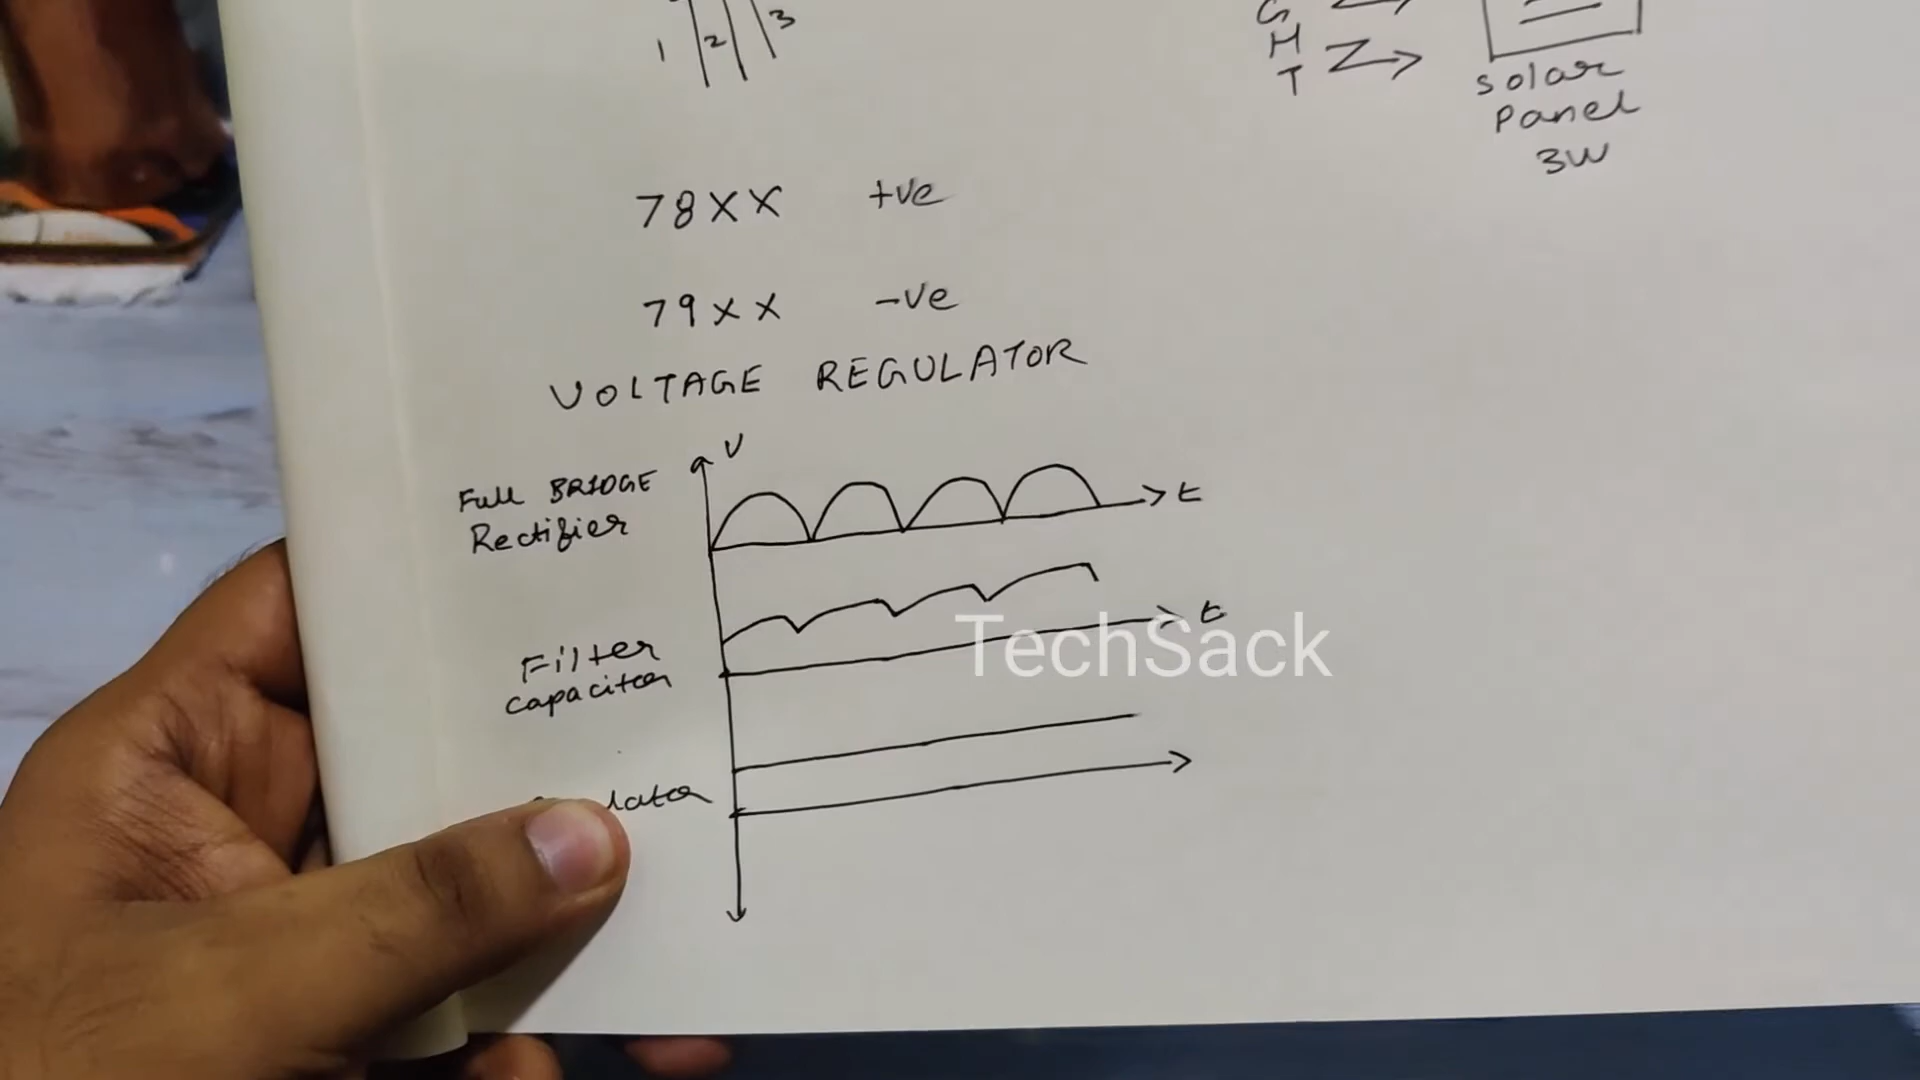 1 2 3
G
H
T
solar
Panel
3W
78XX +ve
79XX -ve
VOLTAGE REGULATOR
V
Full BRIDGE
Rectifier
t
Filter
capacitor
t
TechSack